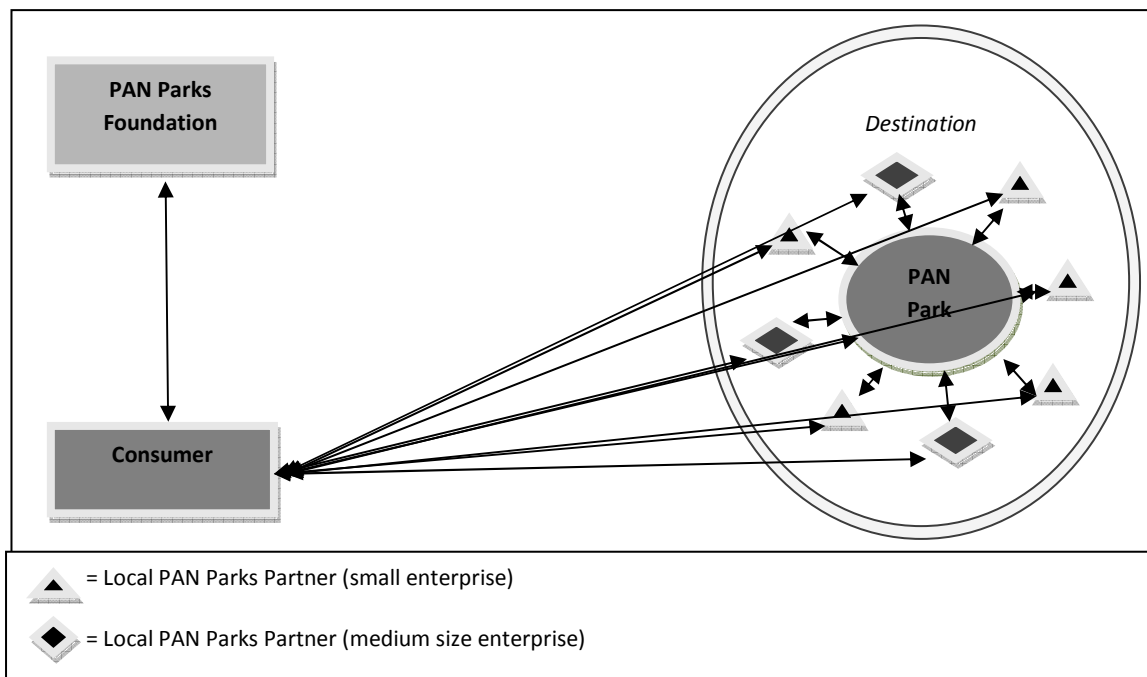 PAN Parks
Foundation
Destination
PAN
Park
Consumer
= Local PAN Parks Partner (small enterprise)
= Local PAN Parks Partner (medium size enterprise)